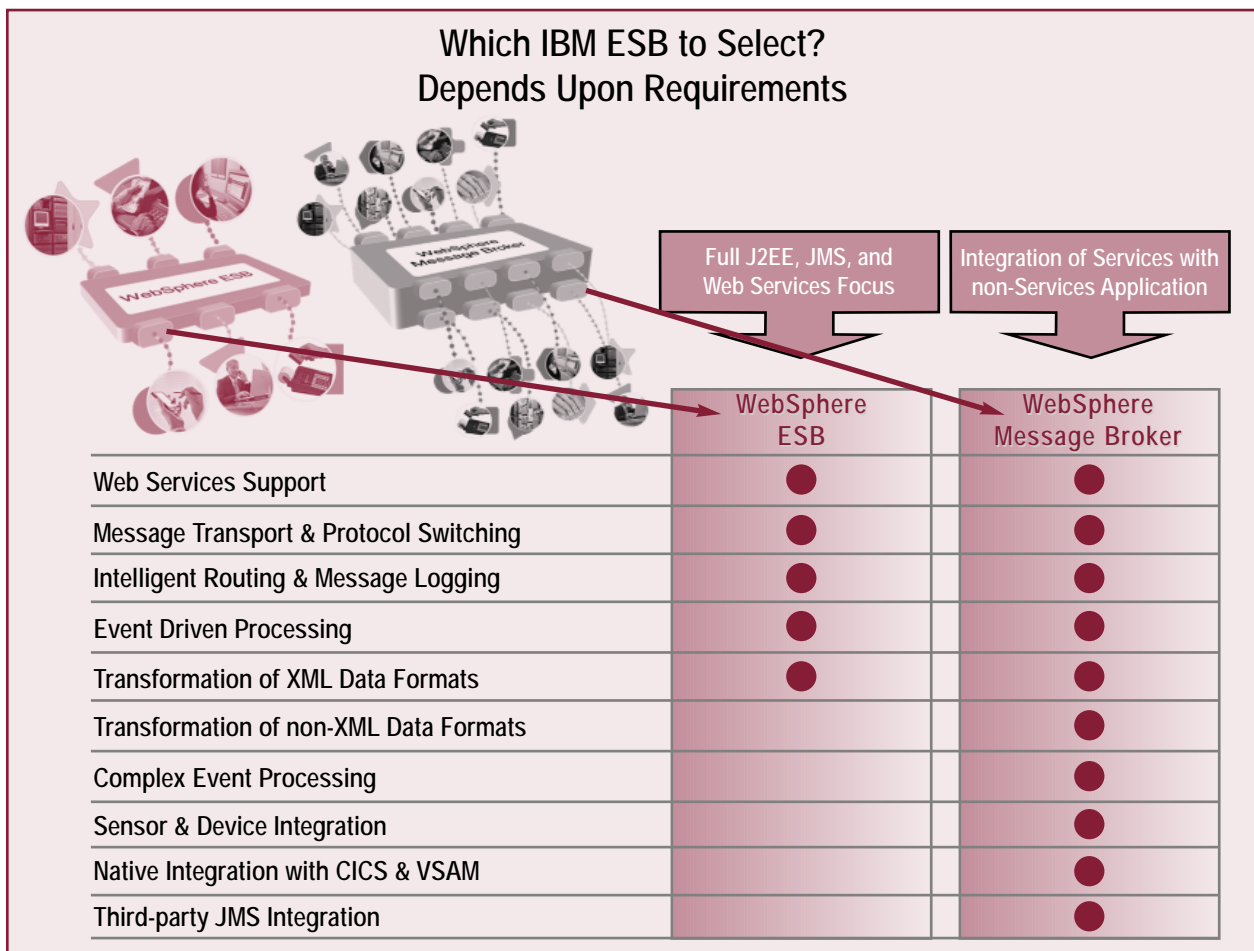 Which IBM ESB to Select?
Depends Upon Requirements
WebSphere ESB
WebSphere
Message Broker
Full J2EE, JMS, and
Web Services Focus
Integration of Services with
non-Services Application
WebSphere
ESB
WebSphere
Message Broker
Web Services Support
Message Transport & Protocol Switching
Intelligent Routing & Message Logging
Event Driven Processing
Transformation of XML Data Formats
Transformation of non-XML Data Formats
Complex Event Processing
Sensor & Device Integration
Native Integration with CICS & VSAM
Third-party JMS Integration